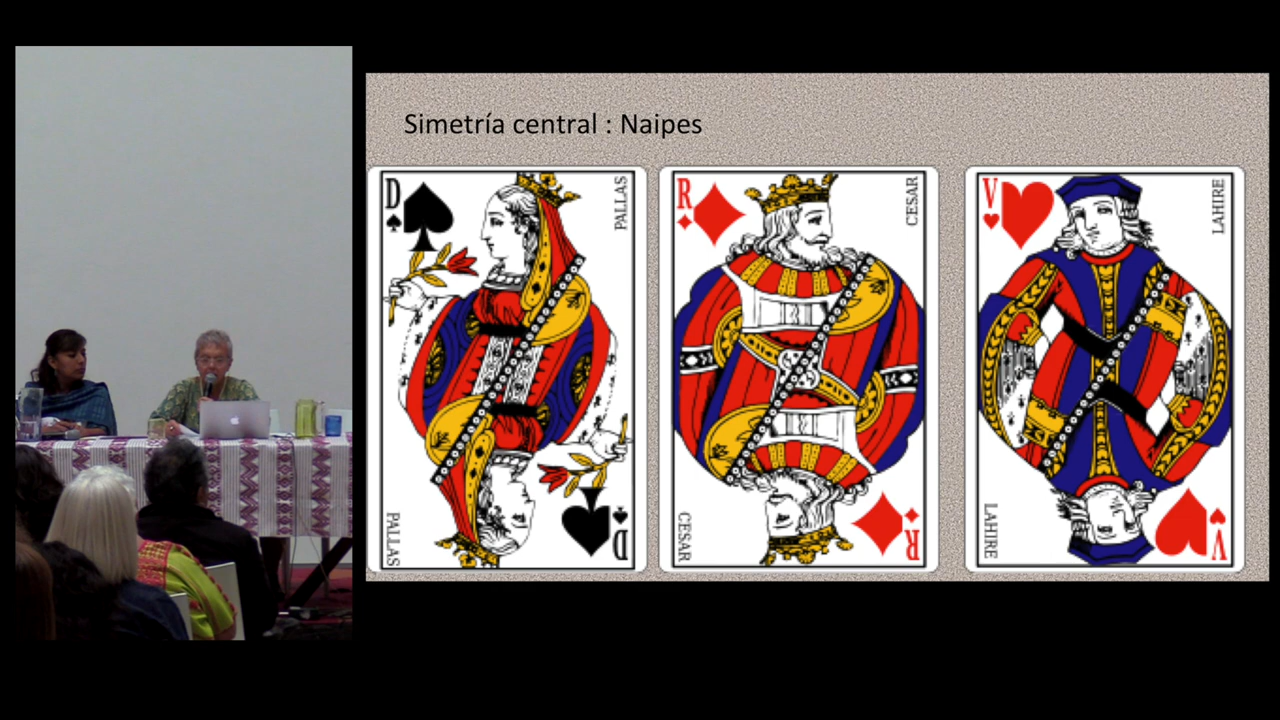 Simetría central : Naipes
D
PALLAS
PALLAS
D
R
CESAR
CESAR
R
V
LAHIRE
LAHIRE
V